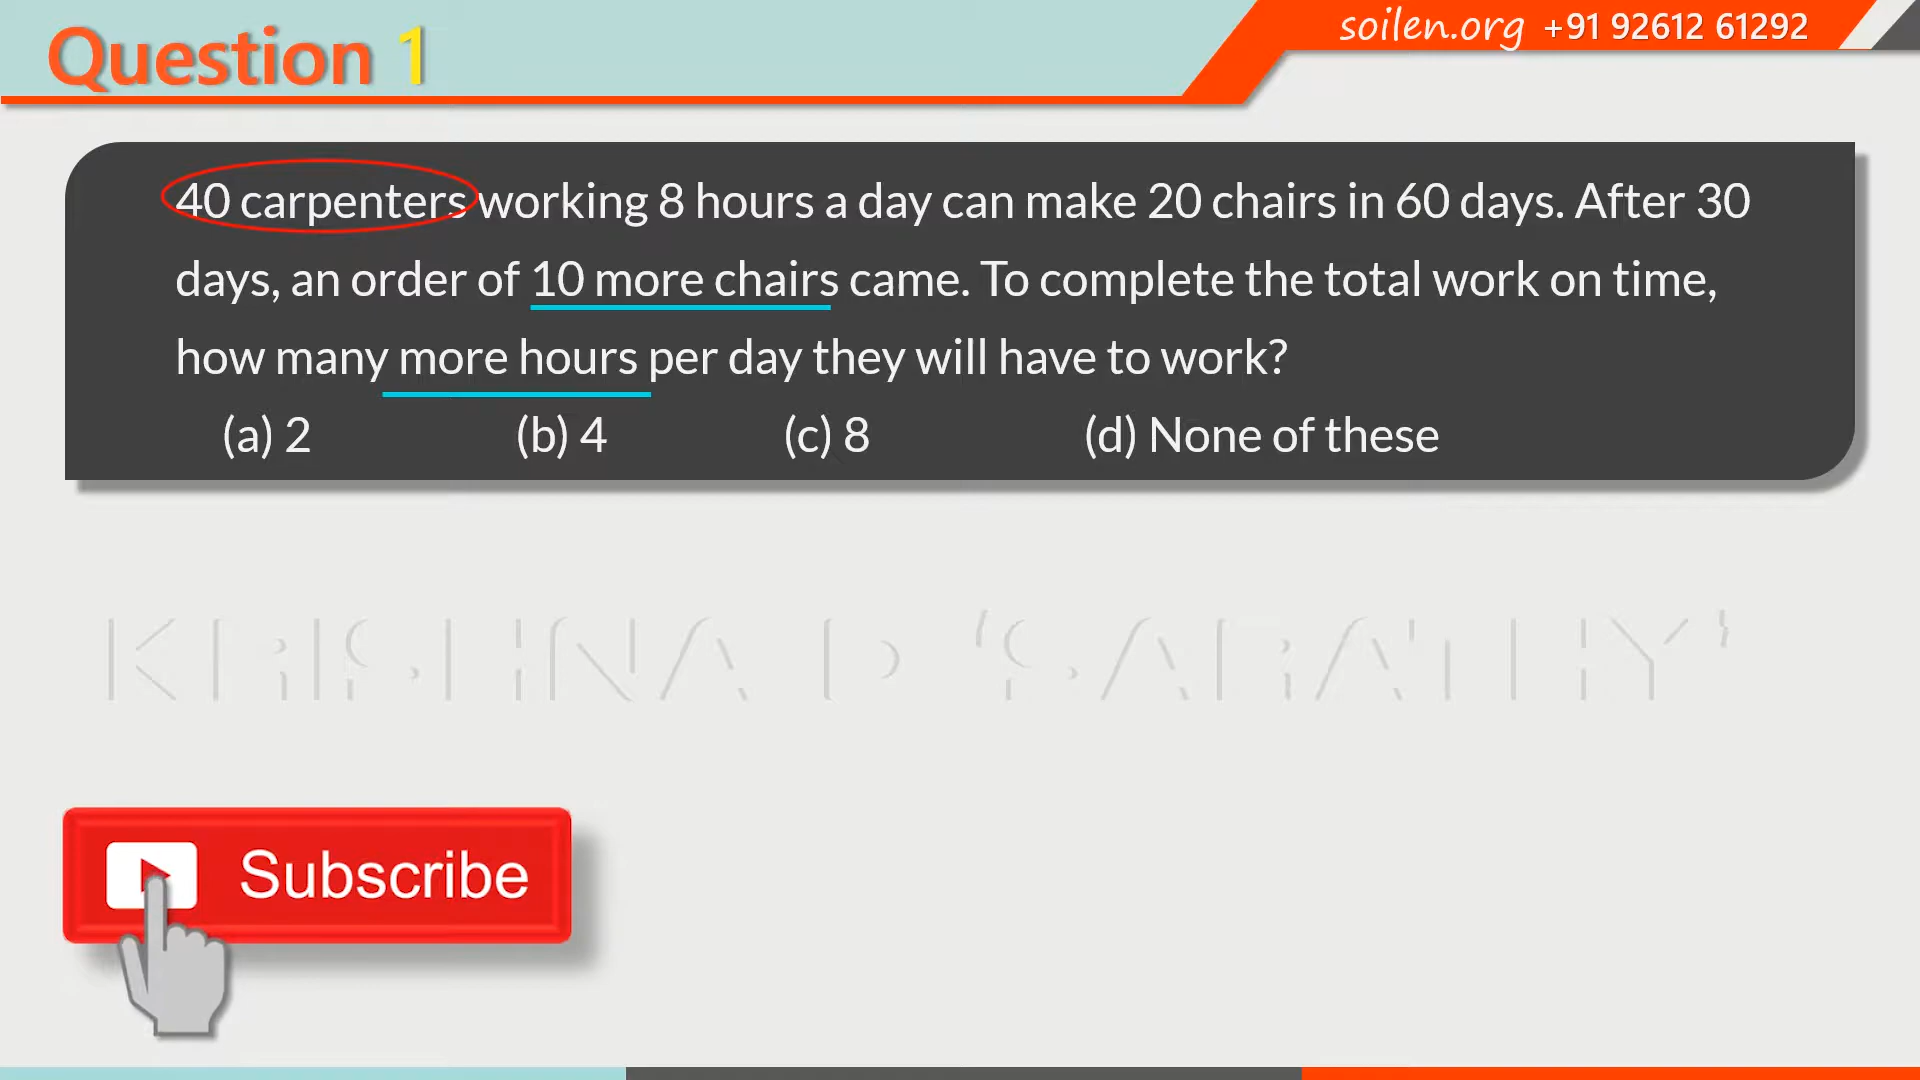 Question 1
soilen.org +91 92612 61292
40 carpenters working 8 hours a day can make 20 chairs in 60 days. After 30
days, an order of 10 more chairs came. To complete the total work on time,
how many more hours per day they will have to work?
(a) 2 (b) 4 (c) 8 (d) None of these
KRISHNA D 'SARATHY'
Subscribe